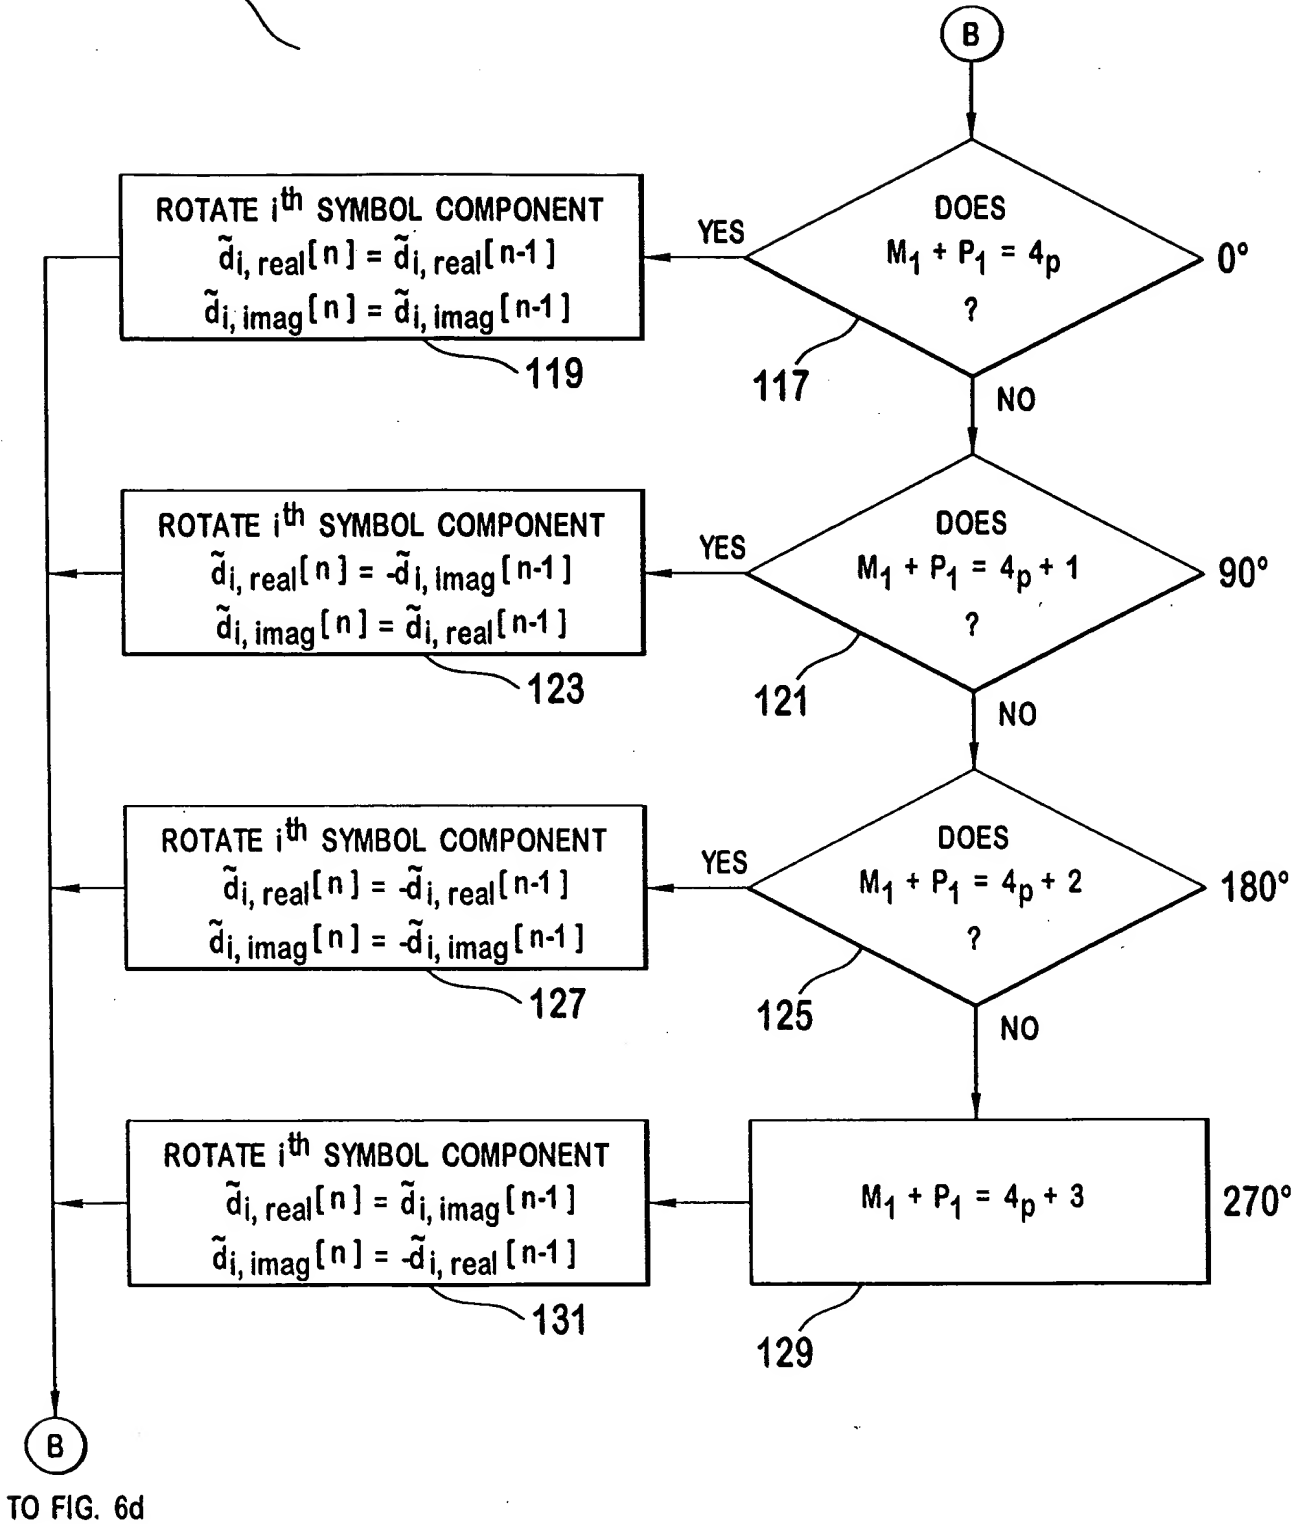 B
DOES
M1 + P1 = 4p
?
0°
YES
117
NO
ROTATE ith SYMBOL COMPONENT
d̃i, real[n] = d̃i, real[n-1]
d̃i, imag[n] = d̃i, imag[n-1]
119
DOES
M1 + P1 = 4p + 1
?
90°
YES
121
NO
ROTATE ith SYMBOL COMPONENT
d̃i, real[n] = -d̃i, imag[n-1]
d̃i, imag[n] = d̃i, real[n-1]
123
DOES
M1 + P1 = 4p + 2
?
180°
YES
125
NO
ROTATE ith SYMBOL COMPONENT
d̃i, real[n] = -d̃i, real[n-1]
d̃i, imag[n] = -d̃i, imag[n-1]
127
M1 + P1 = 4p + 3
270°
129
ROTATE ith SYMBOL COMPONENT
d̃i, real[n] = d̃i, imag[n-1]
d̃i, imag[n] = -d̃i, real[n-1]
131
B
TO FIG. 6d